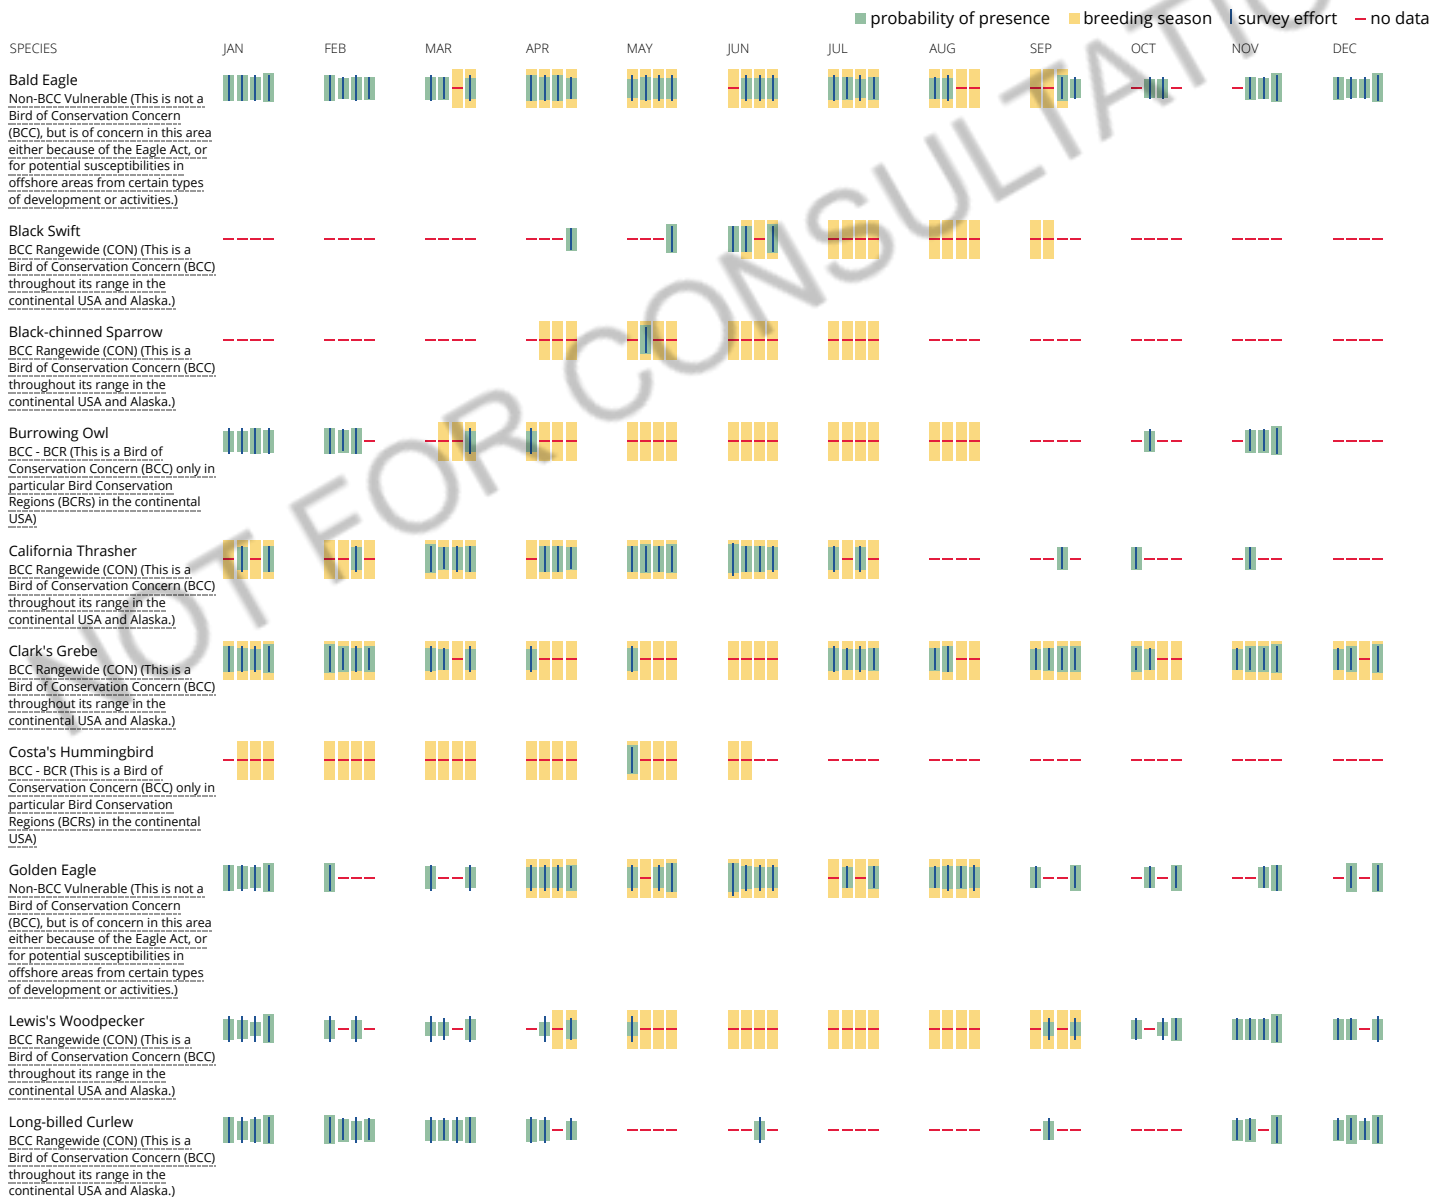 probability of presence breeding season survey effort no data
SPECIES JAN FEB MAR APR MAY JUN JUL AUG SEP OCT NOV DEC
Bald Eagle
Non-BCC Vulnerable (This is not a
Bird of Conservation Concern
(BCC), but is of concern in this area
either because of the Eagle Act, or
for potential susceptibilities in
offshore areas from certain types
of development or activities.)
Black Swift
BCC Rangewide (CON) (This is a
Bird of Conservation Concern (BCC)
throughout its range in the
continental USA and Alaska.)
Black-chinned Sparrow
BCC Rangewide (CON) (This is a
Bird of Conservation Concern (BCC)
throughout its range in the
continental USA and Alaska.)
Burrowing Owl
BCC - BCR (This is a Bird of
Conservation Concern (BCC) only in
particular Bird Conservation
Regions (BCRs) in the continental
USA)
California Thrasher
BCC Rangewide (CON) (This is a
Bird of Conservation Concern (BCC)
throughout its range in the
continental USA and Alaska.)
Clark's Grebe
BCC Rangewide (CON) (This is a
Bird of Conservation Concern (BCC)
throughout its range in the
continental USA and Alaska.)
Costa's Hummingbird
BCC - BCR (This is a Bird of
Conservation Concern (BCC) only in
particular Bird Conservation
Regions (BCRs) in the continental
USA)
Golden Eagle
Non-BCC Vulnerable (This is not a
Bird of Conservation Concern
(BCC), but is of concern in this area
either because of the Eagle Act, or
for potential susceptibilities in
offshore areas from certain types
of development or activities.)
Lewis's Woodpecker
BCC Rangewide (CON) (This is a
Bird of Conservation Concern (BCC)
throughout its range in the
continental USA and Alaska.)
Long-billed Curlew
BCC Rangewide (CON) (This is a
Bird of Conservation Concern (BCC)
throughout its range in the
continental USA and Alaska.)
NOT FOR CONSULTATIO